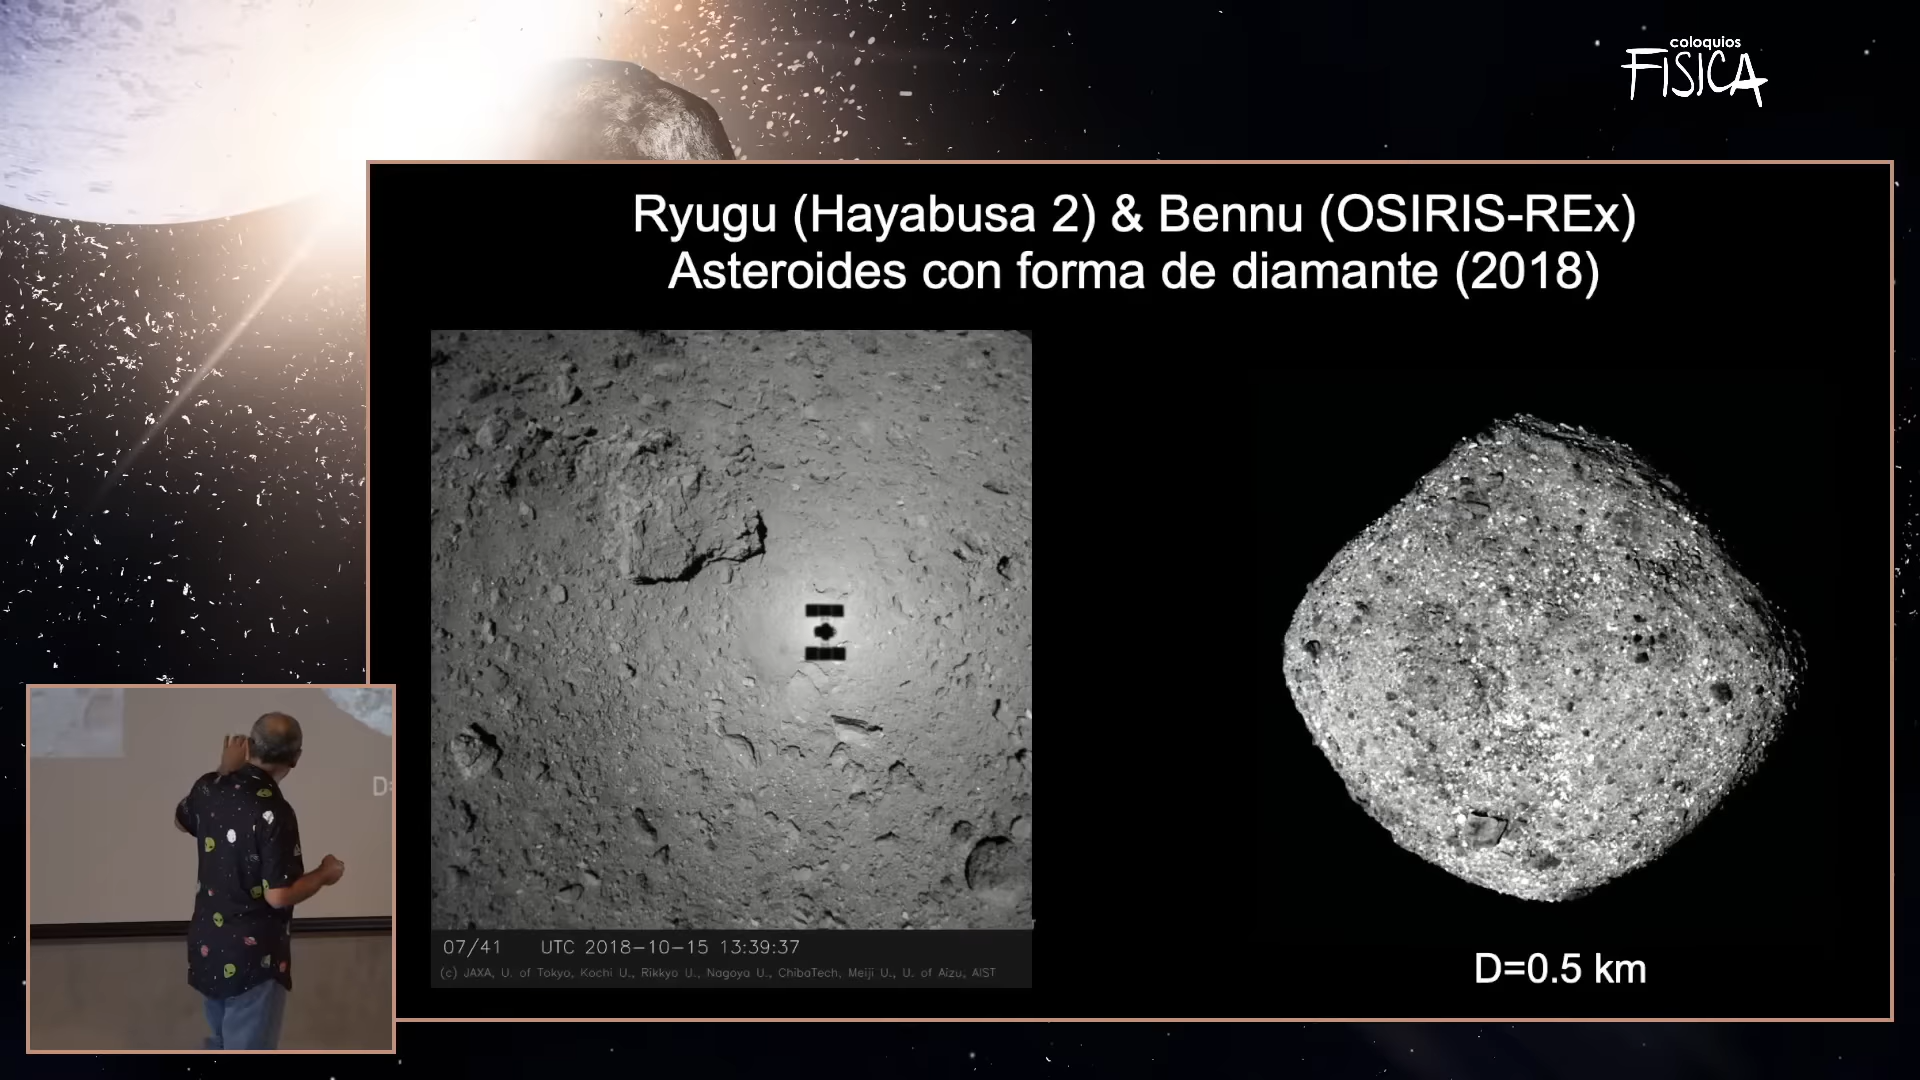 coloquios
FISICA
Ryugu (Hayabusa 2) & Bennu (OSIRIS-REx)
Asteroides con forma de diamante (2018)
07/41 UTC 2018-10-15 13:39:37
(c) JAXA, U. of Tokyo, Kochi U., Rikkyo U., Nagoya U., ChibaTech, Meiji U., U. of Aizu, AIST
D=0.5 km
D=